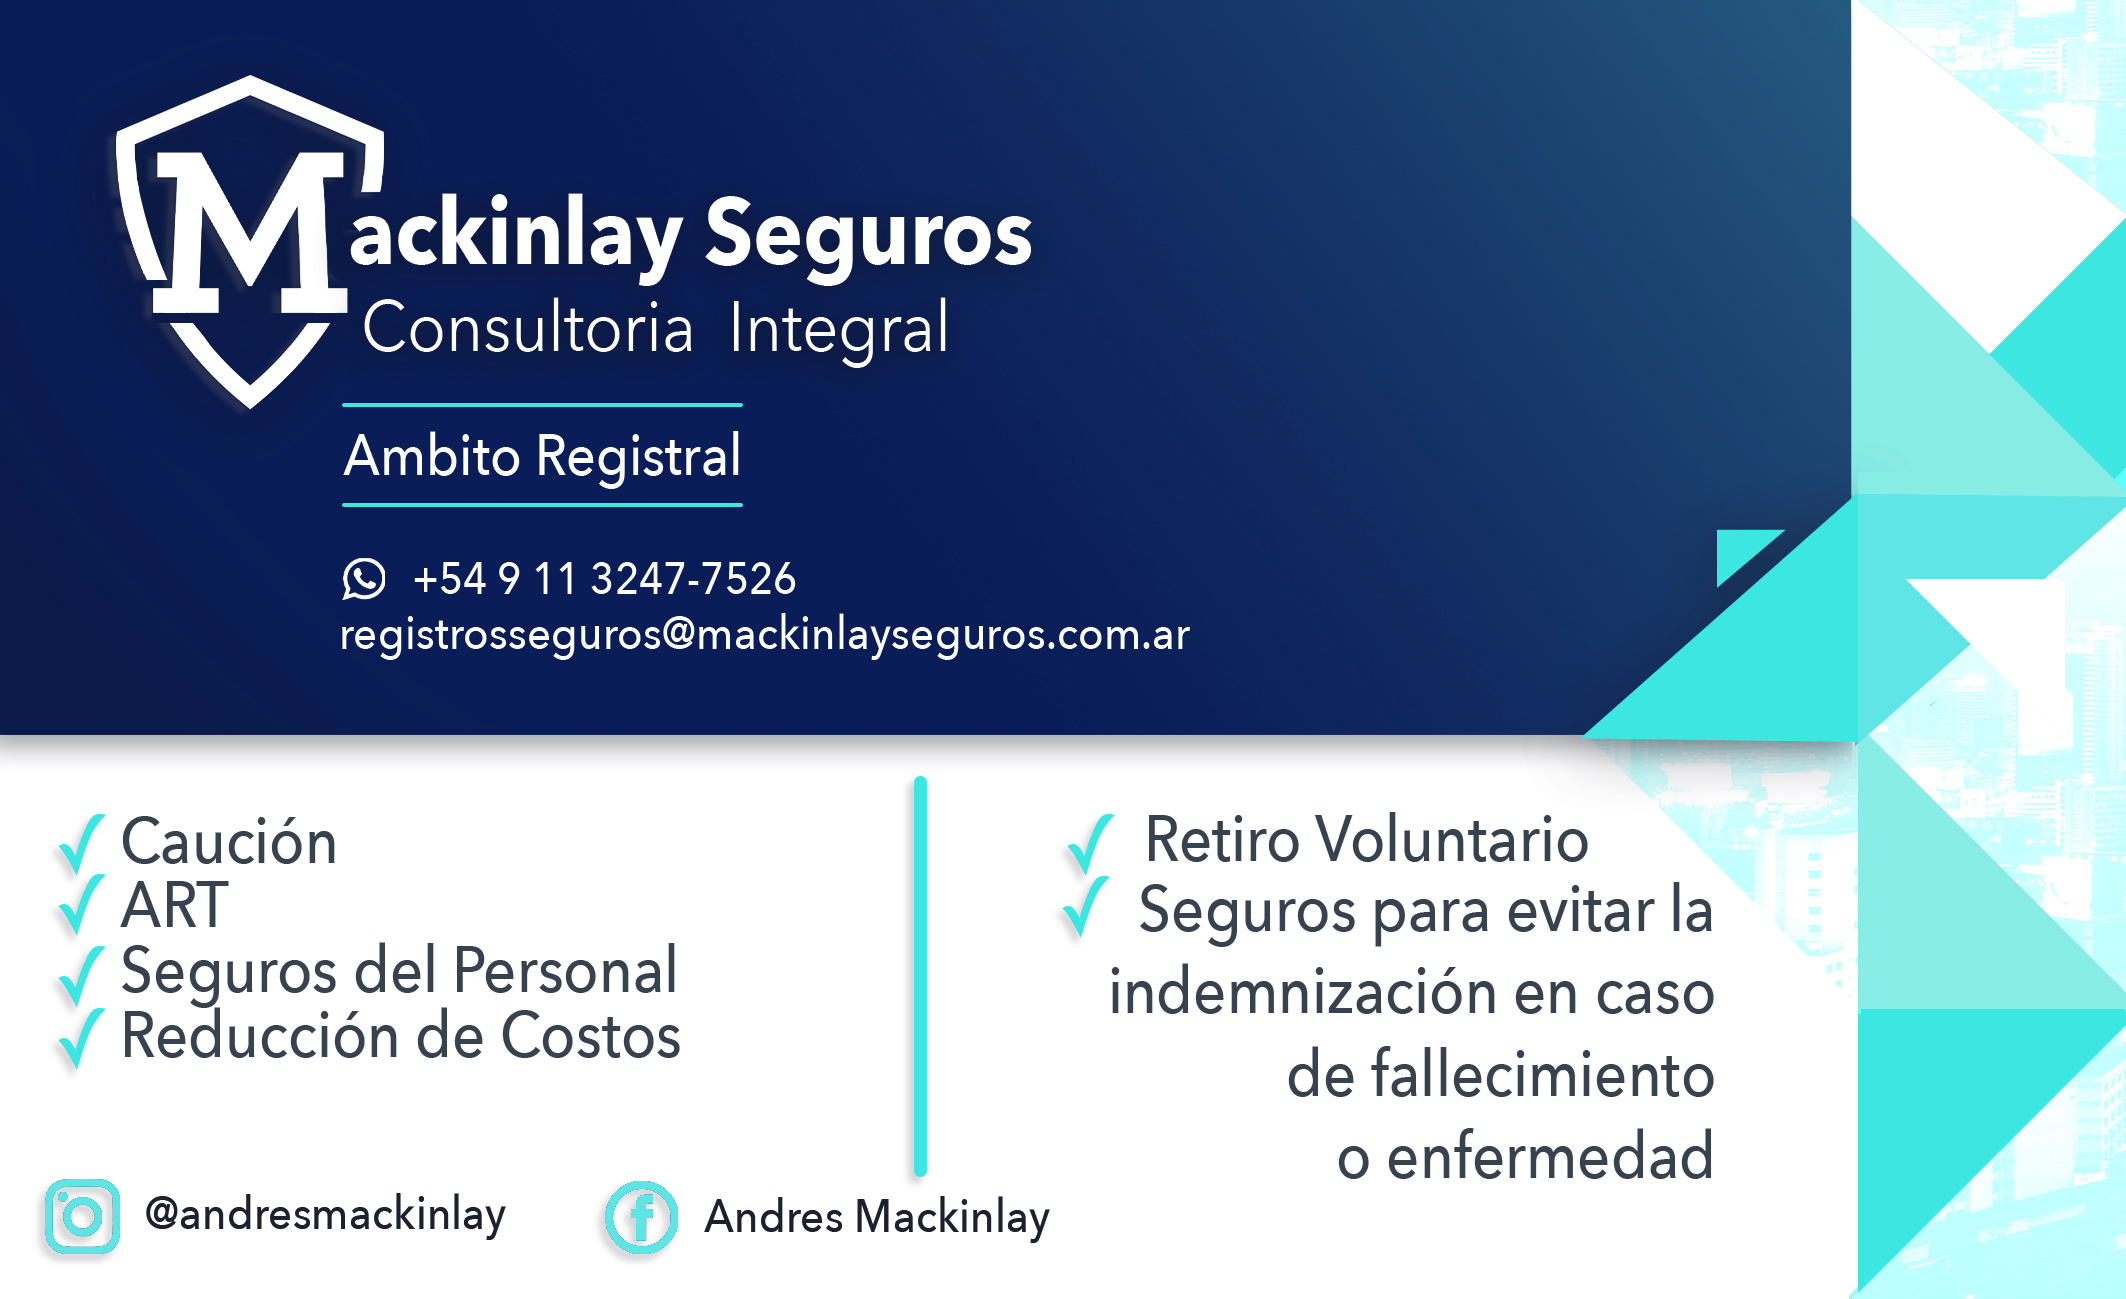 Mackinlay Seguros
Consultoria Integral
Ambito Registral
+54 9 11 3247-7526
registrosseguros@mackinlayseguros.com.ar
Caución
ART
Seguros del Personal
Reducción de Costos
Retiro Voluntario
Seguros para evitar la
indemnización en caso
de fallecimiento
o enfermedad
@andresmackinlay
Andres Mackinlay